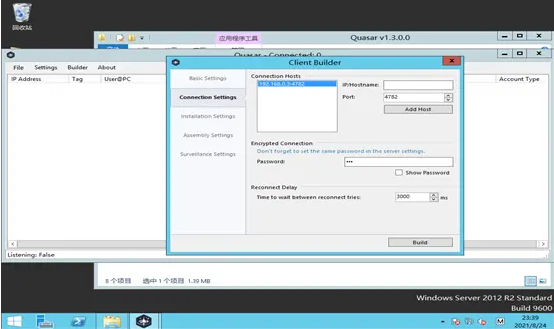 回收站
应用程序工具
Quasar v1.3.0.0
Quasar - Connected: 0
File Settings Builder About
IP Address Tag User@PC Account Type
Client Builder
Basic Settings
Connection Settings
Installation Settings
Assembly Settings
Surveillance Settings
Connection Hosts
192.168.0.3:4782
IP/Hostname:
Port: 4782
Add Host
Encrypted Connection
Don't forget to set the same password in the server settings.
Password: •••
Show Password
Reconnect Delay
Time to wait between reconnect tries: 3000 ms
Build
Listening: False
8 个项目 选中 1 个项目 1.39 MB
Windows Server 2012 R2 Standard
Build 9600
M
23:39
2021/8/24